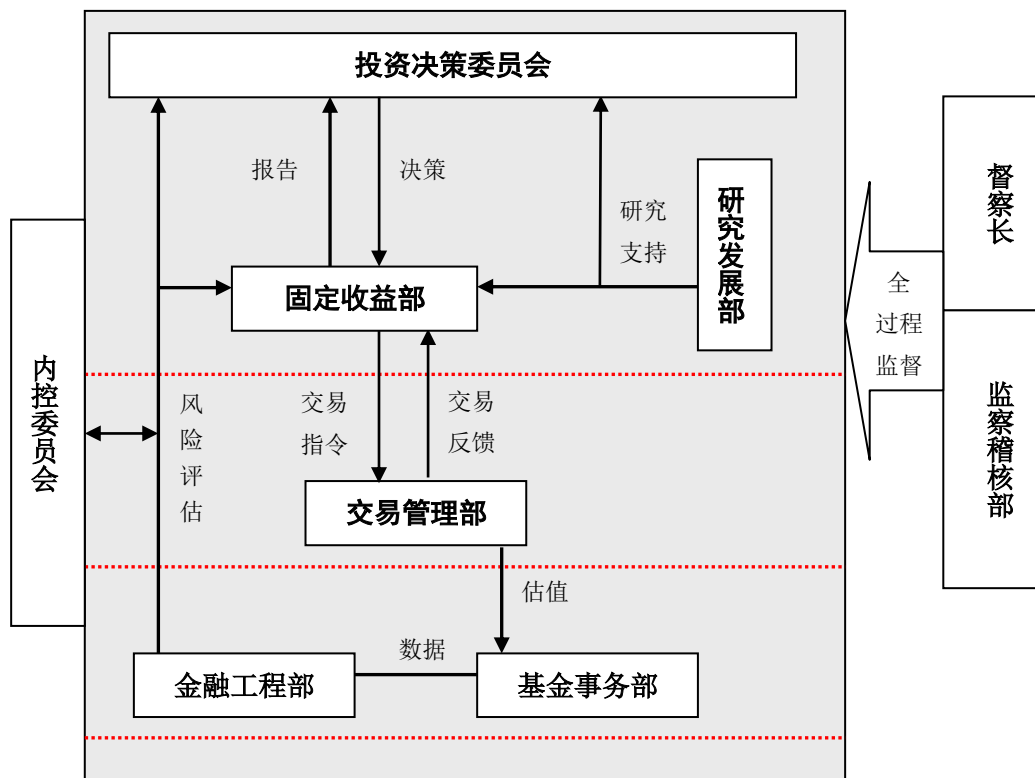 投资决策委员会
报告
决策
研究
支持
研究发展部
督察长
固定收益部
全
过程
监督
内控委员会
风
险
评
估
交易
指令
交易
反馈
监察稽核部
交易管理部
估值
数据
金融工程部
基金事务部